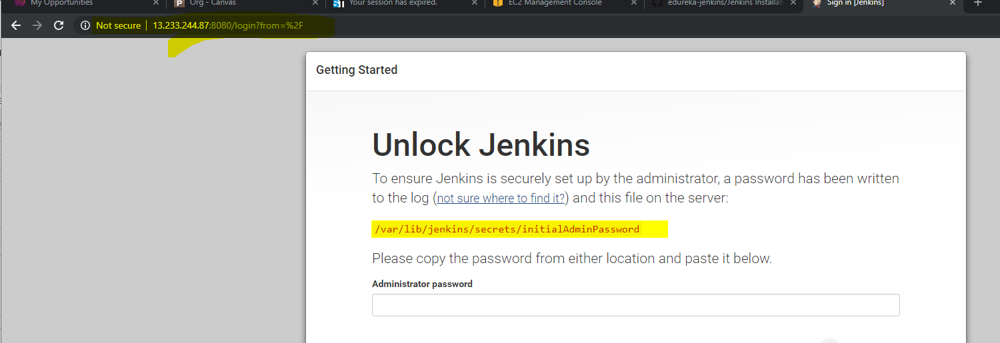 My Opportunities
Org - Canvas
Your session has expired.
EC2 Management Console
edureka-jenkins/Jenkins Installat
Sign in [Jenkins]
Not secure | 13.233.244.87:8080/login?from=%2F
Getting Started
Unlock Jenkins
To ensure Jenkins is securely set up by the administrator, a password has been written
to the log (not sure where to find it?) and this file on the server:
/var/lib/jenkins/secrets/initialAdminPassword
Please copy the password from either location and paste it below.
Administrator password